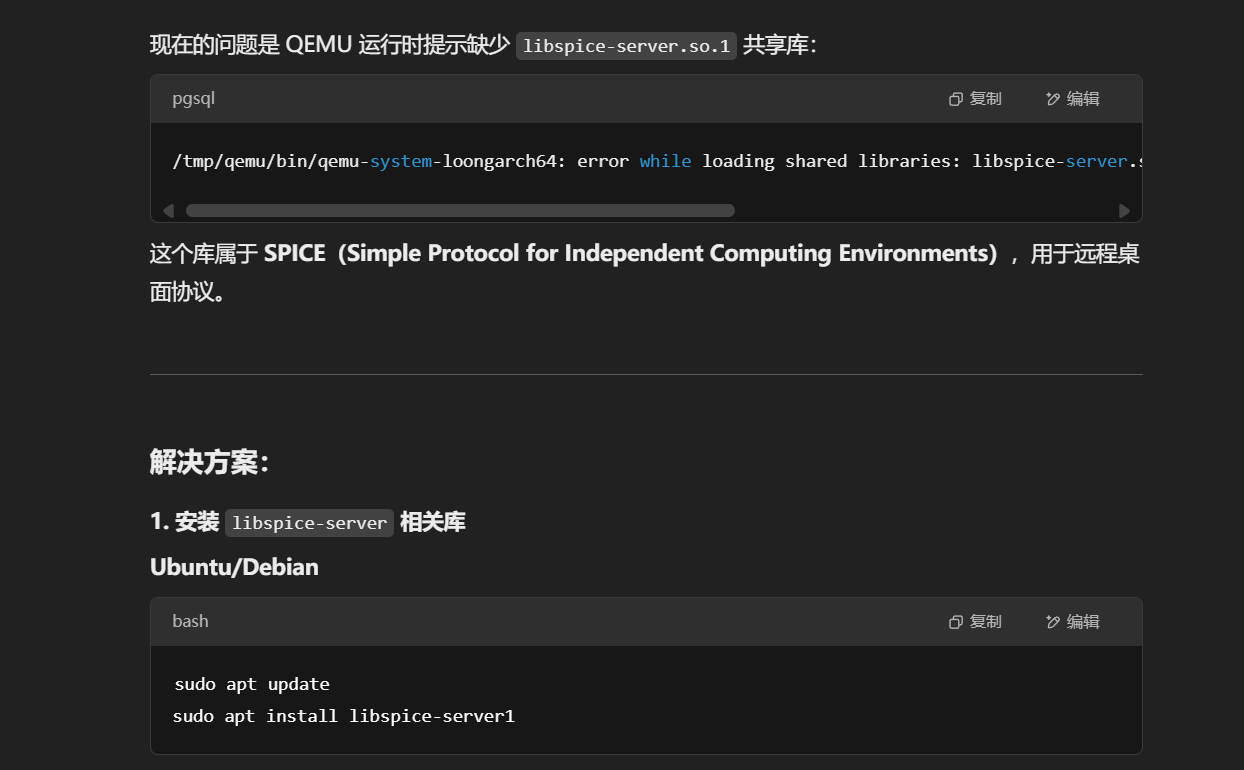 现在的问题是 QEMU 运行时提示缺少 libspice-server.so.1 共享库：
pgsql 复制 编辑
/tmp/qemu/bin/qemu-system-loongarch64: error while loading shared libraries: libspice-server.s
这个库属于 SPICE（Simple Protocol for Independent Computing Environments），用于远程桌
面协议。
解决方案：
1. 安装 libspice-server 相关库
Ubuntu/Debian
bash 复制 编辑
sudo apt update
sudo apt install libspice-server1